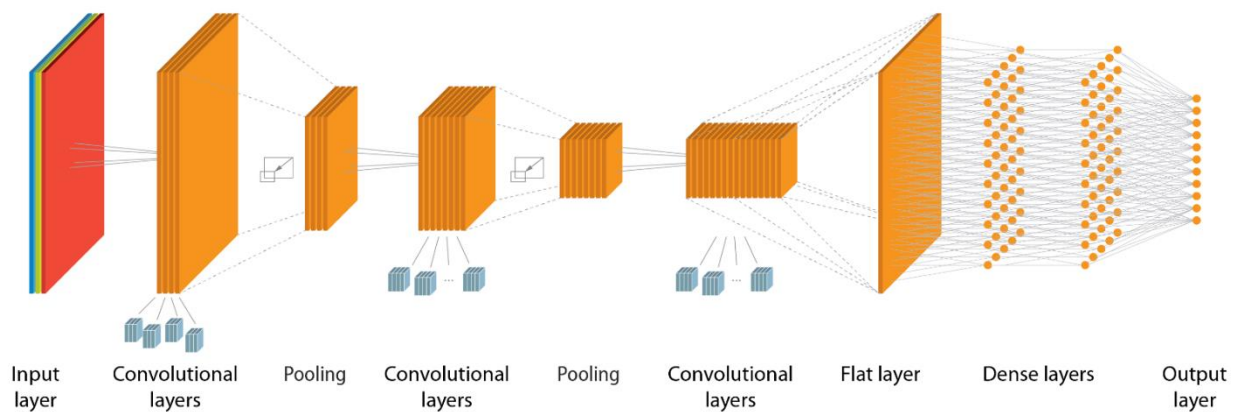 Input
layer
Convolutional
layers
Pooling
Convolutional
layers
Pooling
Convolutional
layers
Flat layer
Dense layers
Output
layer
...
...